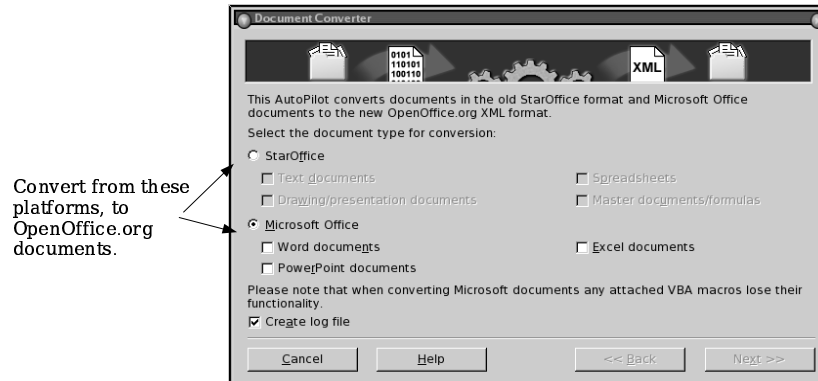 Document Converter
0101
110101
100110
XML
This AutoPilot converts documents in the old StarOffice format and Microsoft Office
documents to the new OpenOffice.org XML format.
Select the document type for conversion:
StarOffice
Text documents
Spreadsheets
Drawing/presentation documents
Master documents/formulas
Convert from these
platforms, to
OpenOffice.org
documents.
Microsoft Office
Word documents
Excel documents
PowerPoint documents
Please note that when converting Microsoft documents any attached VBA macros lose their
functionality.
Create log file
Cancel
Help
<< Back
Next >>